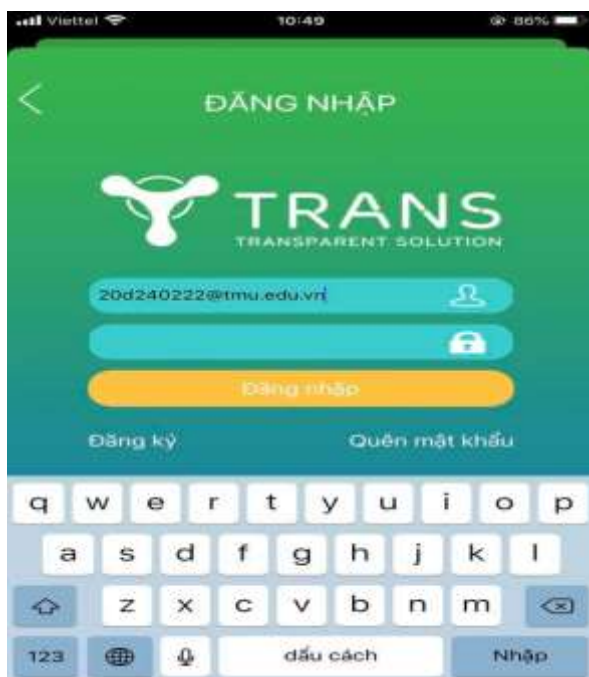 Viettel 10:49 86%
ĐĂNG NHẬP
TRANS
TRANSPARENT SOLUTION
20d240222@tmu.edu.vn
Đăng nhập
Đăng ký Quên mật khẩu
q w e r t y u i o p
a s d f g h j k l
z x c v b n m
123 dấu cách Nhập